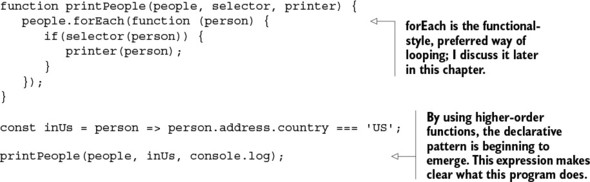 function printPeople(people, selector, printer) {
   people.forEach(function (person) {
      if(selector(person)) {
         printer(person);
      }
   });
}
forEach is the functional-
style, preferred way of
looping; I discuss it later
in this chapter.
const inUs = person => person.address.country === 'US';
printPeople(people, inUs, console.log);
By using higher-order
functions, the declarative
pattern is beginning to
emerge. This expression makes
clear what this program does.